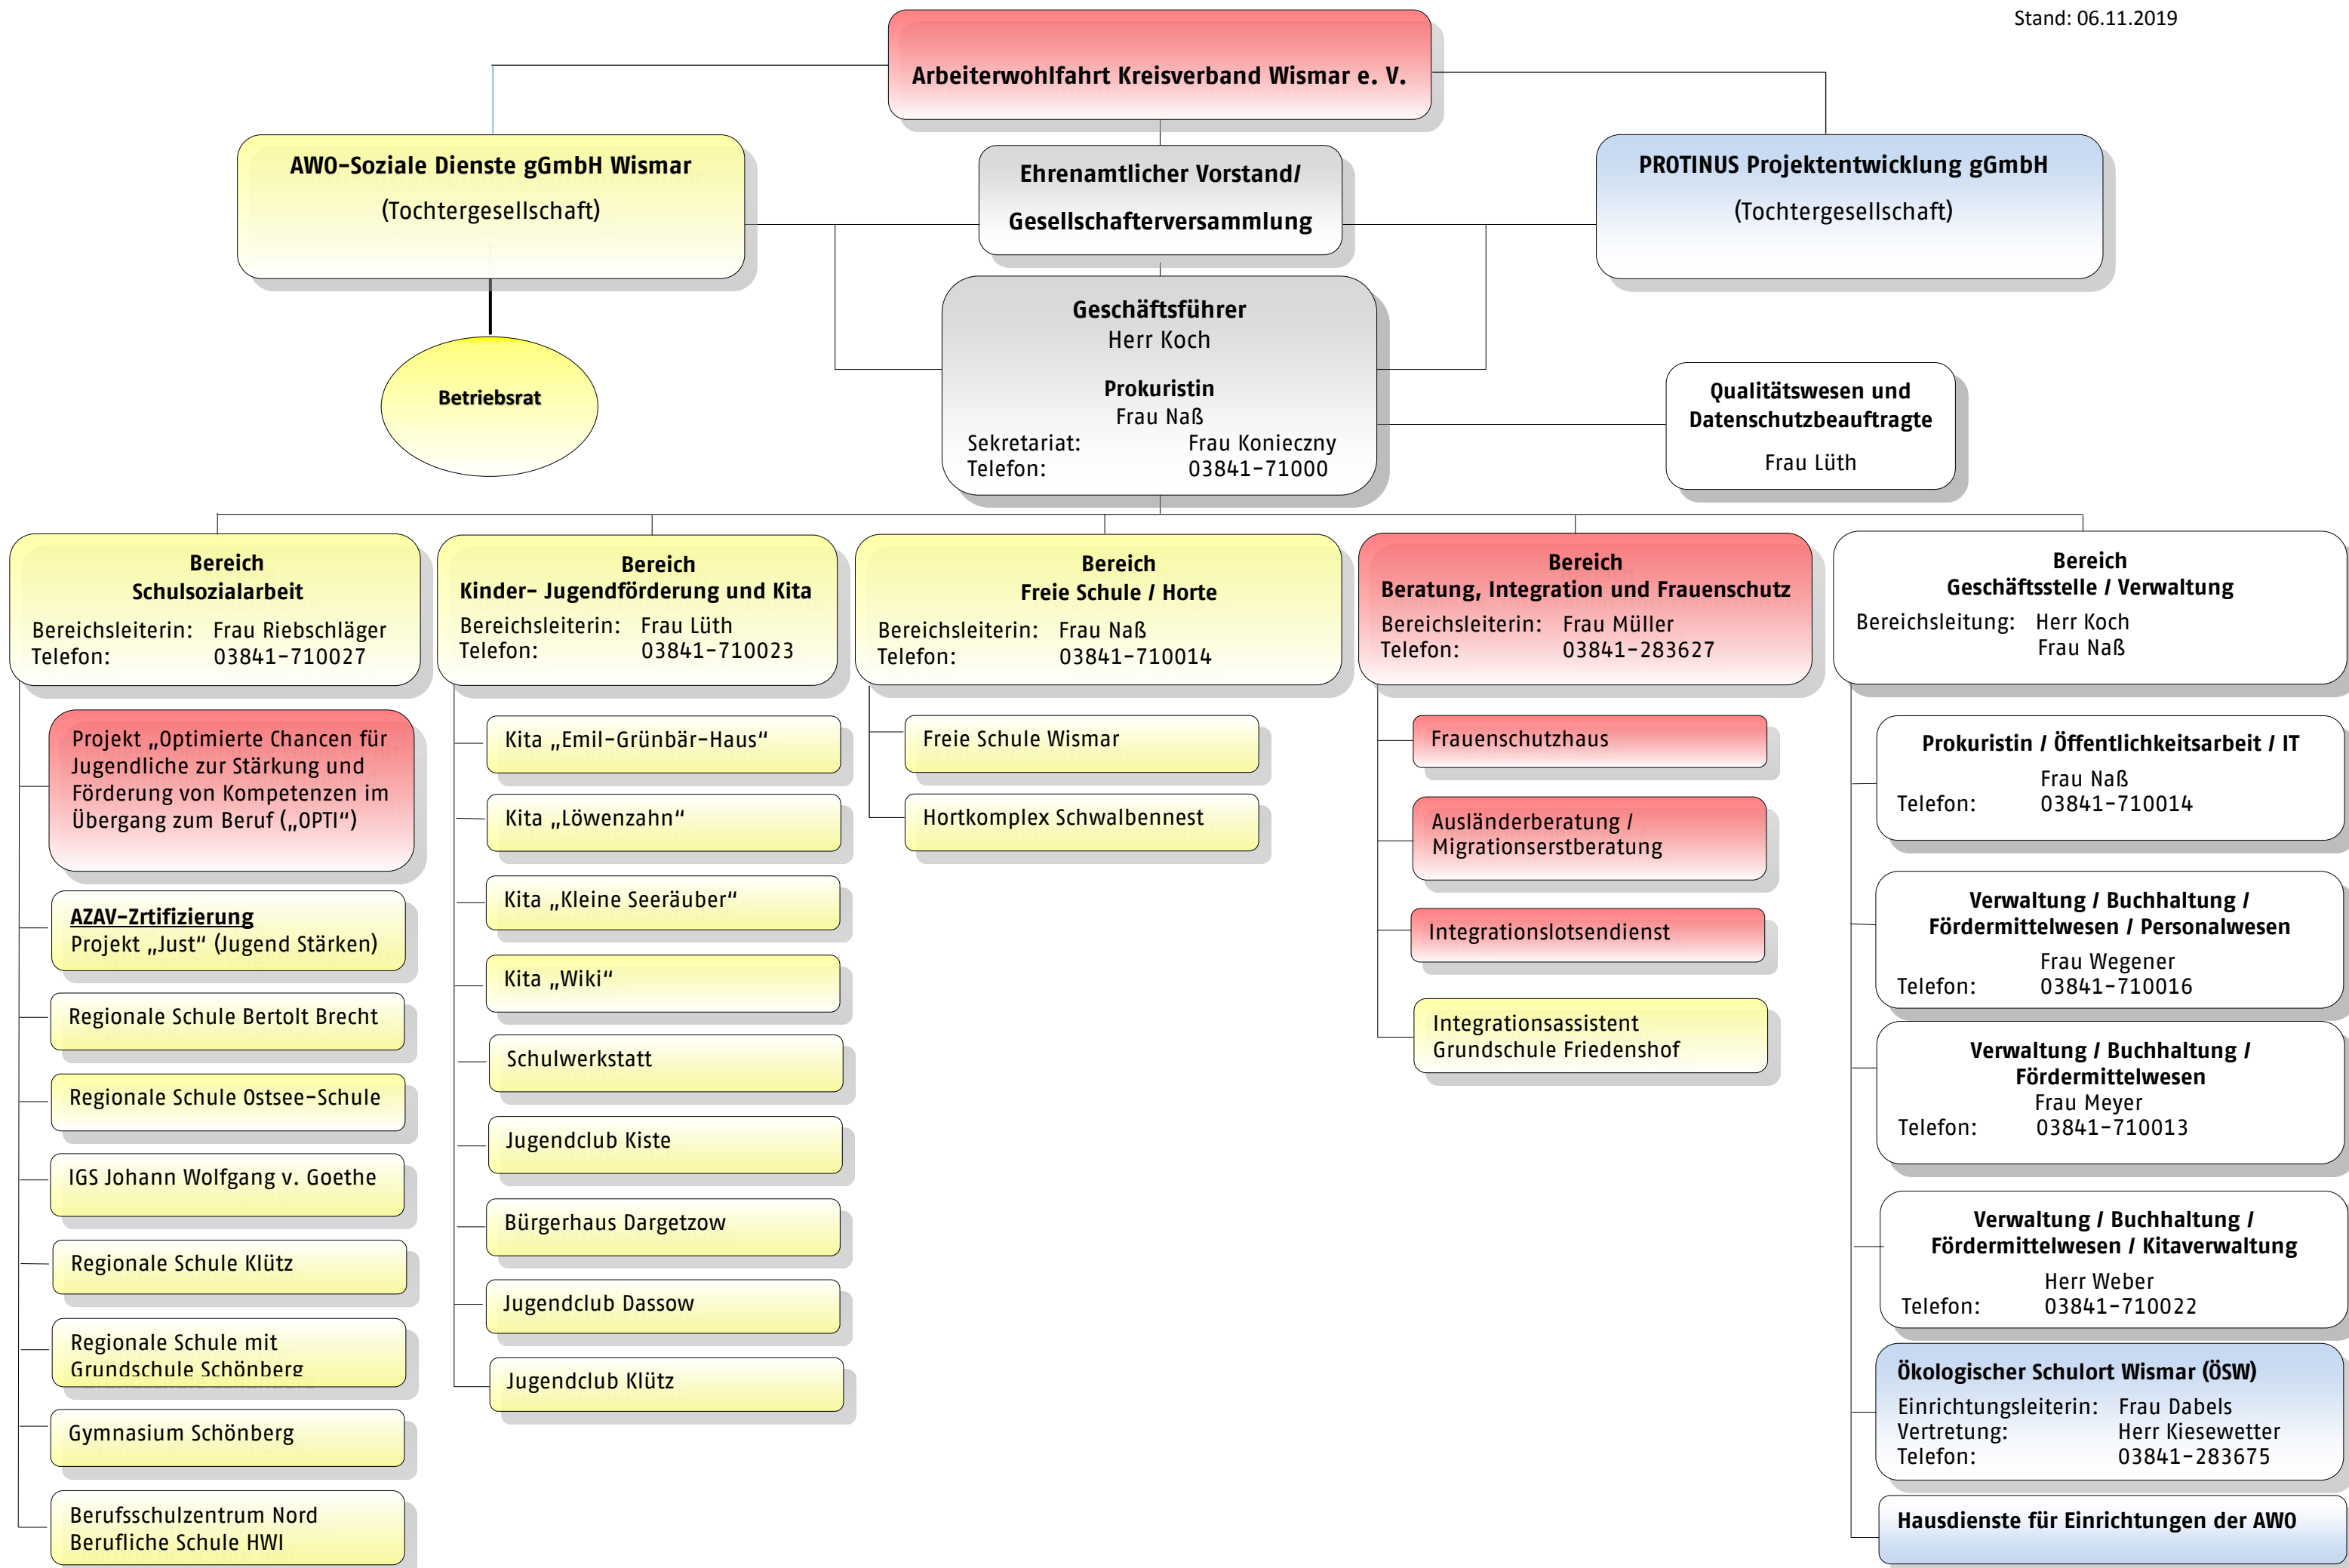 Stand: 06.11.2019
Arbeiterwohlfahrt Kreisverband Wismar e. V.
AWO-Soziale Dienste gGmbH Wismar
(Tochtergesellschaft)
Ehrenamtlicher Vorstand/
Gesellschafterversammlung
PROTINUS Projektentwicklung gGmbH
(Tochtergesellschaft)
Geschäftsführer
Herr Koch
Prokuristin
Frau Naß
Sekretariat: Frau Konieczny
Telefon: 03841-71000
Betriebsrat
Qualitätswesen und
Datenschutzbeauftragte
Frau Lüth
Bereich
Schulsozialarbeit
Bereichsleiterin: Frau Riebschläger
Telefon: 03841-710027
Projekt „Optimierte Chancen für
Jugendliche zur Stärkung und
Förderung von Kompetenzen im
Übergang zum Beruf („OPTI“)
AZAV-Zrtifizierung
Projekt „Just“ (Jugend Stärken)
Regionale Schule Bertolt Brecht
Regionale Schule Ostsee-Schule
IGS Johann Wolfgang v. Goethe
Regionale Schule Klütz
Regionale Schule mit
Grundschule Schönberg
Gymnasium Schönberg
Berufsschulzentrum Nord
Berufliche Schule HWI
Bereich
Kinder- Jugendförderung und Kita
Bereichsleiterin: Frau Lüth
Telefon: 03841-710023
Kita „Emil-Grünbär-Haus“
Kita „Löwenzahn“
Kita „Kleine Seeräuber“
Kita „Wiki“
Schulwerkstatt
Jugendclub Kiste
Bürgerhaus Dargetzow
Jugendclub Dassow
Jugendclub Klütz
Bereich
Freie Schule / Horte
Bereichsleiterin: Frau Naß
Telefon: 03841-710014
Freie Schule Wismar
Hortkomplex Schwalbennest
Bereich
Beratung, Integration und Frauenschutz
Bereichsleiterin: Frau Müller
Telefon: 03841-283627
Frauenschutzhaus
Ausländerberatung /
Migrationserstberatung
Integrationslotsendienst
Integrationsassistent
Grundschule Friedenshof
Bereich
Geschäftsstelle / Verwaltung
Bereichsleitung: Herr Koch
Frau Naß
Prokuristin / Öffentlichkeitsarbeit / IT
Frau Naß
Telefon: 03841-710014
Verwaltung / Buchhaltung /
Fördermittelwesen / Personalwesen
Frau Wegener
Telefon: 03841-710016
Verwaltung / Buchhaltung /
Fördermittelwesen
Frau Meyer
Telefon: 03841-710013
Verwaltung / Buchhaltung /
Fördermittelwesen / Kitaverwaltung
Herr Weber
Telefon: 03841-710022
Ökologischer Schulort Wismar (ÖSW)
Einrichtungsleiterin: Frau Dabels
Vertretung: Herr Kiesewetter
Telefon: 03841-283675
Hausdienste für Einrichtungen der AWO